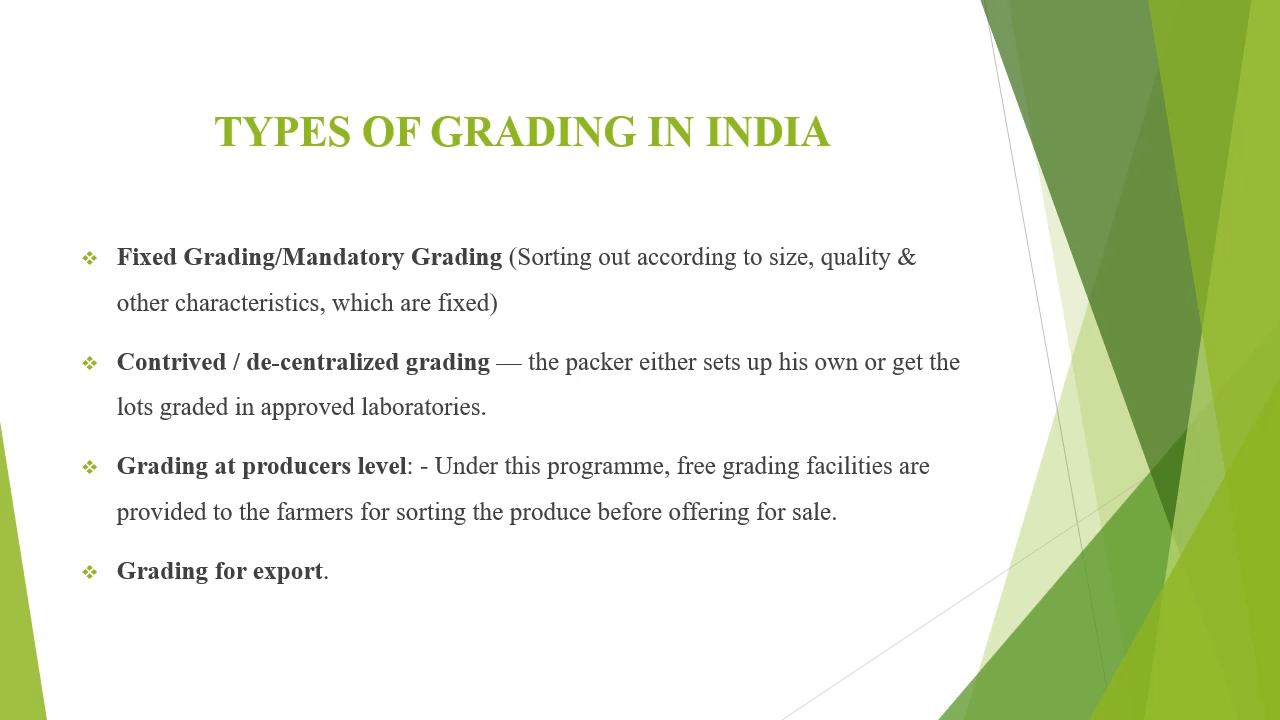 TYPES OF GRADING IN INDIA
❖ Fixed Grading/Mandatory Grading (Sorting out according to size, quality &
other characteristics, which are fixed)
❖ Contrived / de-centralized grading — the packer either sets up his own or get the
lots graded in approved laboratories.
❖ Grading at producers level: - Under this programme, free grading facilities are
provided to the farmers for sorting the produce before offering for sale.
❖ Grading for export.